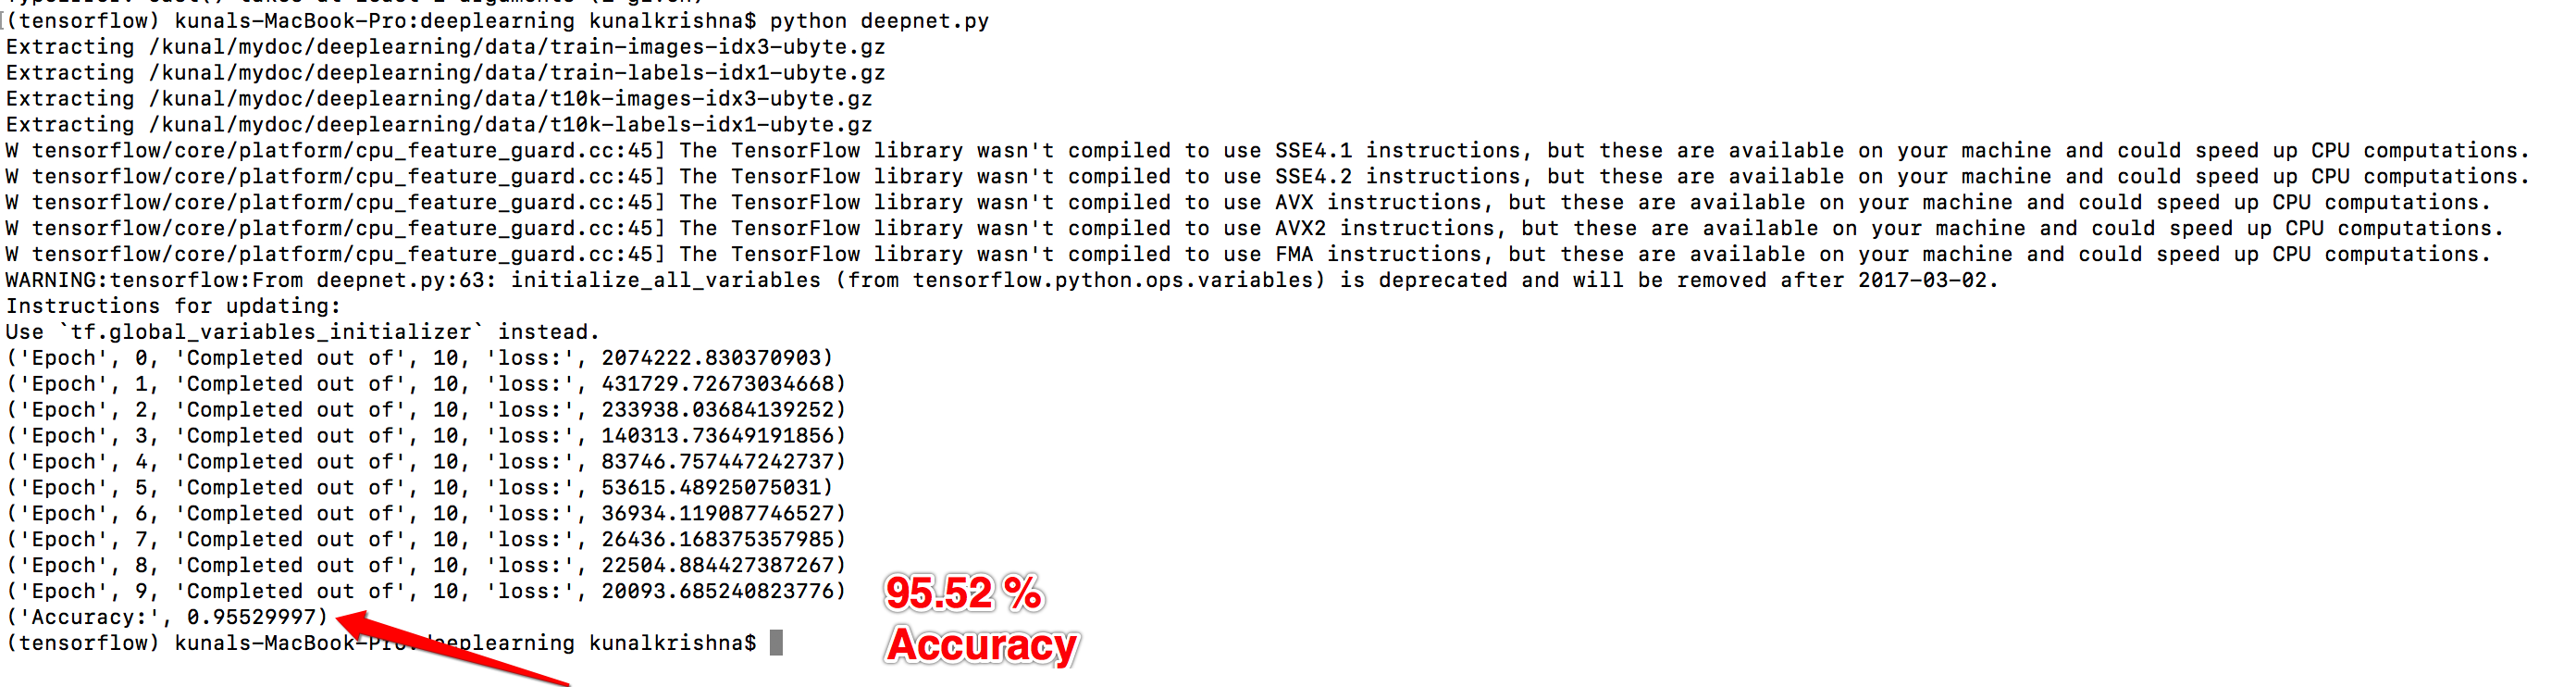 (tensorflow) kunals-MacBook-Pro:deeplearning kunalkrishna$ python deepnet.py
Extracting /kunal/mydoc/deeplearning/data/train-images-idx3-ubyte.gz
Extracting /kunal/mydoc/deeplearning/data/train-labels-idx1-ubyte.gz
Extracting /kunal/mydoc/deeplearning/data/t10k-images-idx3-ubyte.gz
Extracting /kunal/mydoc/deeplearning/data/t10k-labels-idx1-ubyte.gz
W tensorflow/core/platform/cpu_feature_guard.cc:45] The TensorFlow library wasn't compiled to use SSE4.1 instructions, but these are available on your machine and could speed up CPU computations.
W tensorflow/core/platform/cpu_feature_guard.cc:45] The TensorFlow library wasn't compiled to use SSE4.2 instructions, but these are available on your machine and could speed up CPU computations.
W tensorflow/core/platform/cpu_feature_guard.cc:45] The TensorFlow library wasn't compiled to use AVX instructions, but these are available on your machine and could speed up CPU computations.
W tensorflow/core/platform/cpu_feature_guard.cc:45] The TensorFlow library wasn't compiled to use AVX2 instructions, but these are available on your machine and could speed up CPU computations.
W tensorflow/core/platform/cpu_feature_guard.cc:45] The TensorFlow library wasn't compiled to use FMA instructions, but these are available on your machine and could speed up CPU computations.
WARNING:tensorflow:From deepnet.py:63: initialize_all_variables (from tensorflow.python.ops.variables) is deprecated and will be removed after 2017-03-02.
Instructions for updating:
Use `tf.global_variables_initializer` instead.
('Epoch', 0, 'Completed out of', 10, 'loss:', 2074222.830370903)
('Epoch', 1, 'Completed out of', 10, 'loss:', 431729.72673034668)
('Epoch', 2, 'Completed out of', 10, 'loss:', 233938.03684139252)
('Epoch', 3, 'Completed out of', 10, 'loss:', 140313.73649191856)
('Epoch', 4, 'Completed out of', 10, 'loss:', 83746.757447242737)
('Epoch', 5, 'Completed out of', 10, 'loss:', 53615.48925075031)
('Epoch', 6, 'Completed out of', 10, 'loss:', 36934.119087746527)
('Epoch', 7, 'Completed out of', 10, 'loss:', 26436.168375357985)
('Epoch', 8, 'Completed out of', 10, 'loss:', 22504.884427387267)
('Epoch', 9, 'Completed out of', 10, 'loss:', 20093.685240823776)
('Accuracy:', 0.95529997)
(tensorflow) kunals-MacBook-Pro:deeplearning kunalkrishna$
95.52 %
Accuracy